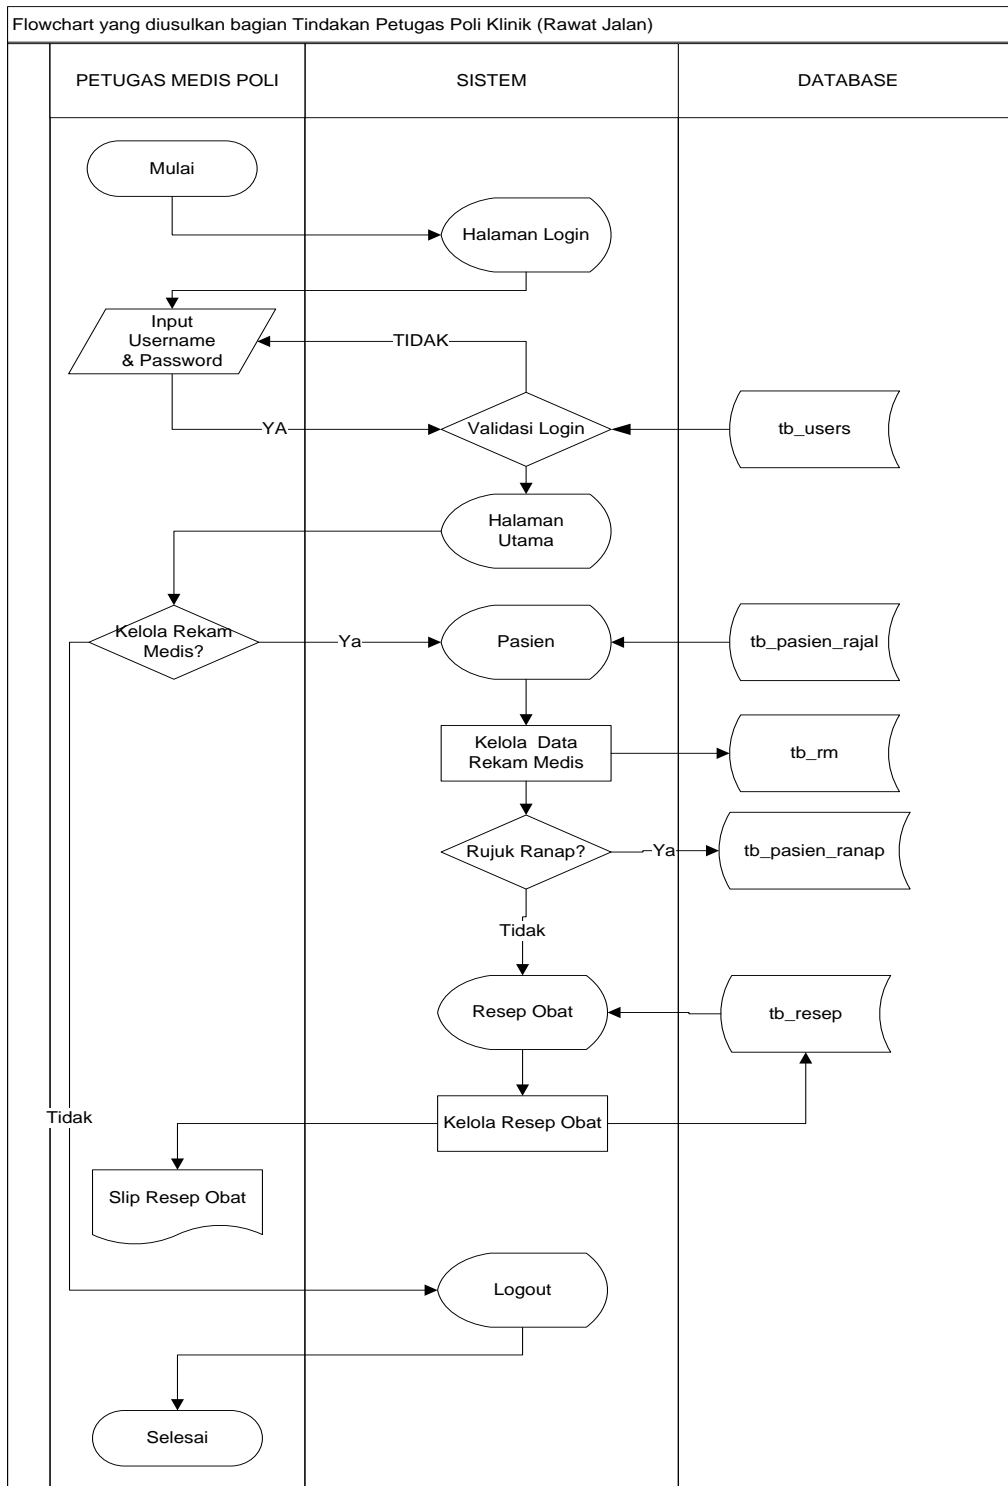 Flowchart yang diusulkan bagian Tindakan Petugas Poli Klinik (Rawat Jalan)
PETUGAS MEDIS POLI
SISTEM
DATABASE
Mulai
Halaman Login
Input
Username
& Password
TIDAK
YA
Validasi Login
tb_users
Halaman
Utama
Kelola Rekam
Medis?
Ya
Pasien
tb_pasien_rajal
Kelola Data
Rekam Medis
tb_rm
Rujuk Ranap?
Ya
tb_pasien_ranap
Tidak
Resep Obat
tb_resep
Tidak
Kelola Resep Obat
Slip Resep Obat
Logout
Selesai